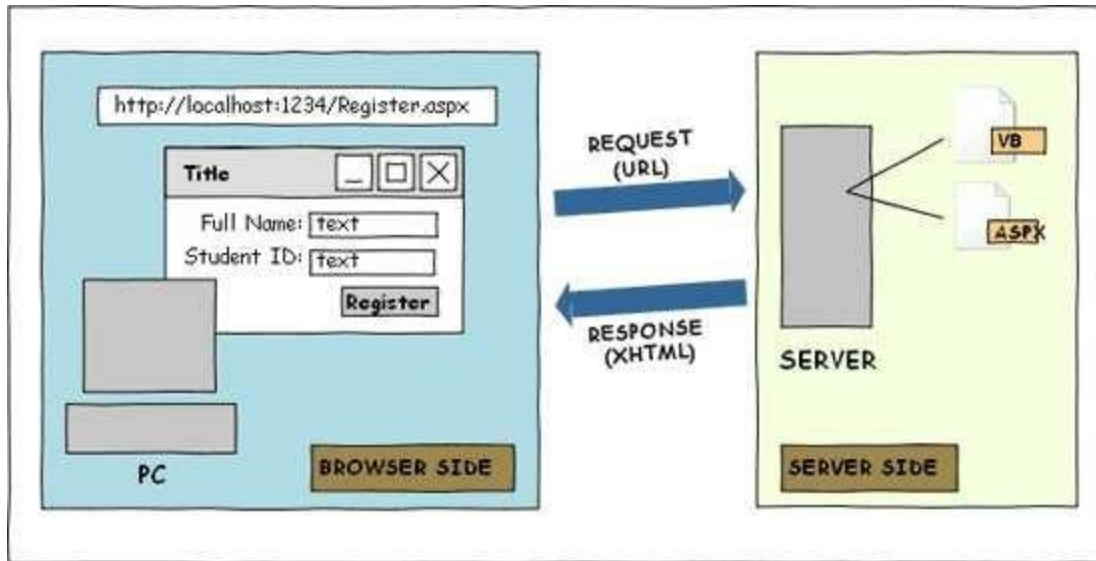 http://localhost:1234/Register.aspx
Title
Full Name: text
Student ID: text
Register
PC
BROWSER SIDE
REQUEST
(URL)
RESPONSE
(XHTML)
VB
ASPX
SERVER
SERVER SIDE